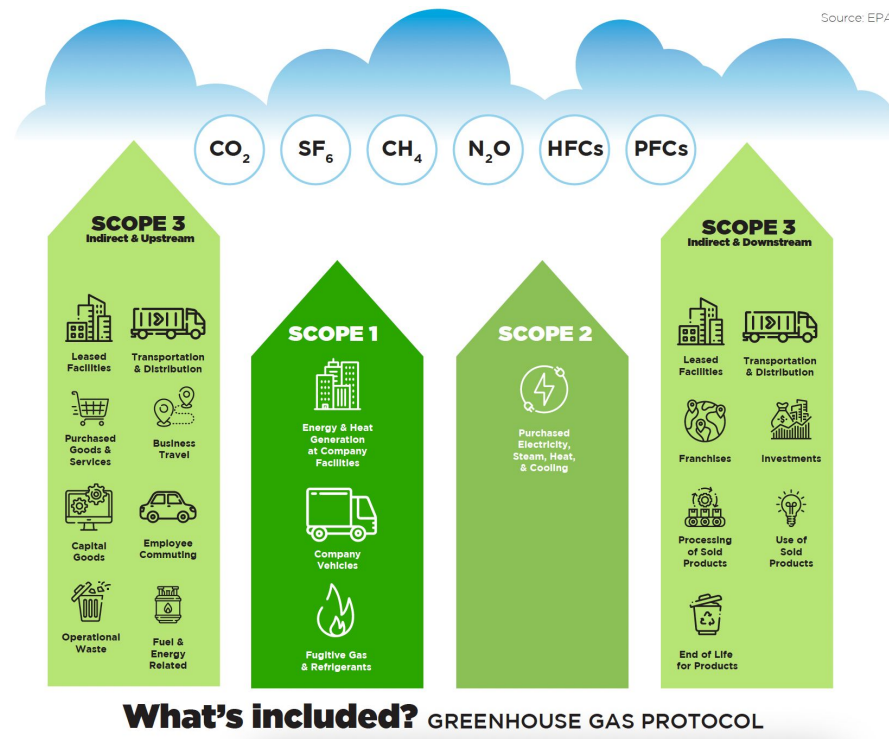 Source: EPA
CO₂
SF₆
CH₄
N₂O
HFCs
PFCs
SCOPE 3
Indirect & Upstream
Leased
Facilities
Transportation
& Distribution
Purchased
Goods &
Services
Business
Travel
Capital
Goods
Employee
Commuting
Operational
Waste
Fuel &
Energy
Related
SCOPE 1
Energy & Heat
Generation
at Company
Facilities
Company
Vehicles
Fugitive Gas
& Refrigerants
SCOPE 2
Purchased
Electricity,
Steam, Heat,
& Cooling
SCOPE 3
Indirect & Downstream
Leased
Facilities
Transportation
& Distribution
Franchises
Investments
Processing
of Sold
Products
Use of
Sold
Products
End of Life
for Products
What's included? GREENHOUSE GAS PROTOCOL